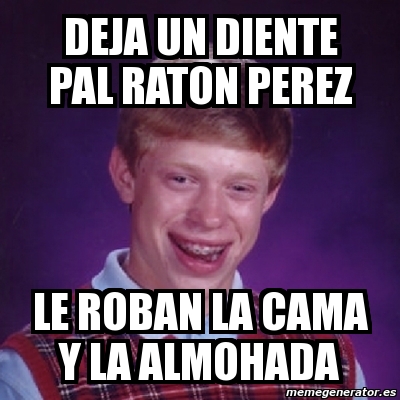 DEJA UN DIENTE
PAL RATON PEREZ
LE ROBAN LA CAMA
Y LA ALMOHADA
memegenerator.es